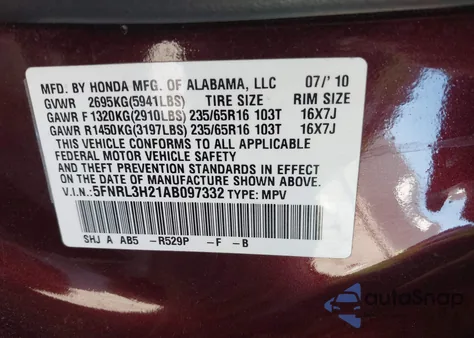 MFD. BY HONDA MFG. OF ALABAMA, LLC 07/' 10
GVWR 2695KG(5941LBS) TIRE SIZE RIM SIZE
GAWR F 1320KG(2910LBS) 235/65R16 103T 16X7J
GAWR R1450KG(3197LBS) 235/65R16 103T 16X7J
THIS VEHICLE CONFORMS TO ALL APPLICABLE
FEDERAL MOTOR VEHICLE SAFETY, BUMPER,
AND THEFT PREVENTION STANDARDS IN EFFECT
ON THE DATE OF MANUFACTURE SHOWN ABOVE.
V.I.N.: 5FNRL3H21AB097332 TYPE: MPV
SHJ A AB5 -R529P -F -B
AutoSnap